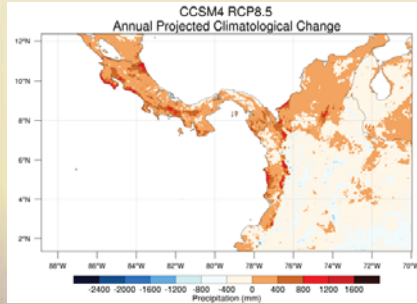 CCSM4 RCP8.5
Annual Projected Climatological Change
12°N
10°N
8°N
6°N
4°N
2°N
88°W 86°W 84°W 82°W 80°W 78°W 76°W 74°W 72°W 70°W
-2400 -2000 -1600 -1200 -800 -400 0 400 800 1200 1600
Precipitation (mm)